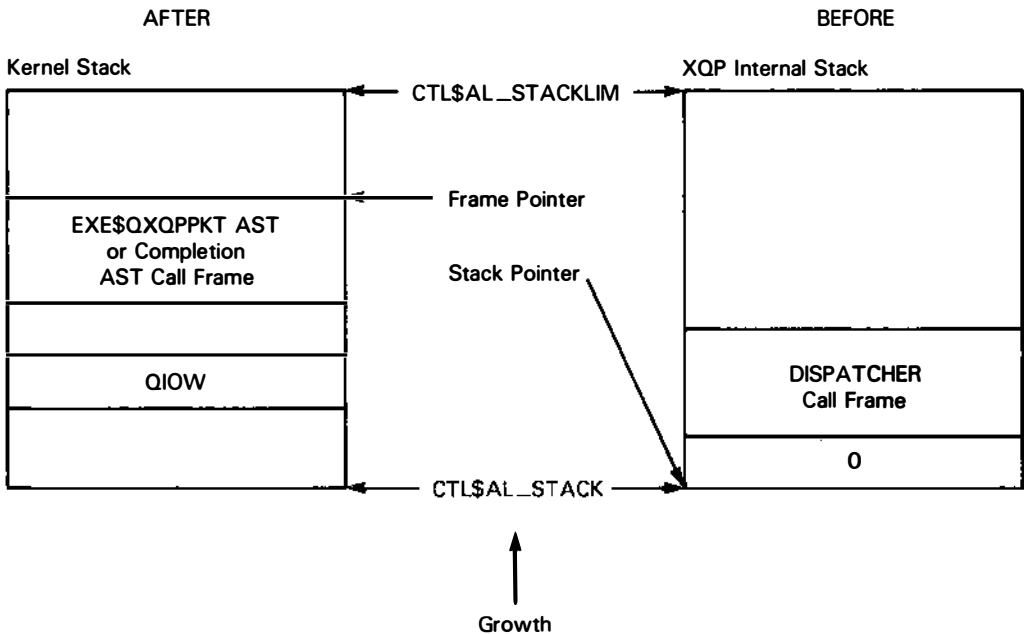 AFTER
BEFORE
Kernel Stack
XQP Internal Stack
CTL$AL_STACKLIM
Frame Pointer
EXE$QXQPPKT AST
or Completion
AST Call Frame
Stack Pointer
QIOW
DISPATCHER
Call Frame
0
CTL$AL_STACK
Growth